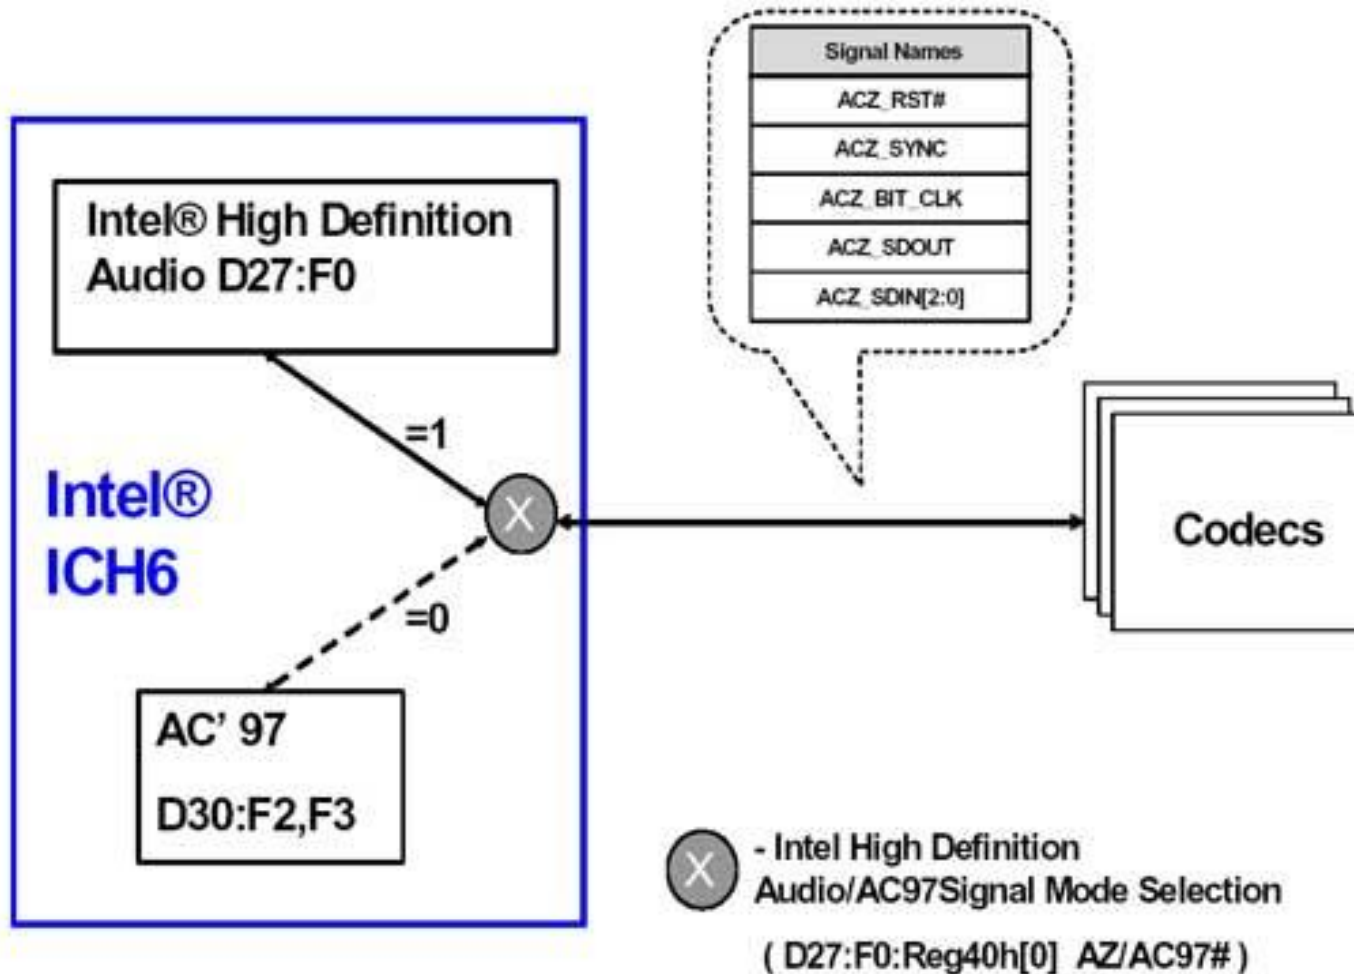 Signal Names
ACZ_RST#
ACZ_SYNC
ACZ_BIT_CLK
ACZ_SDOUT
ACZ_SDIN[2:0]
Intel® High Definition
Audio D27:F0
=1
Intel®
ICH6
X
Codecs
=0
AC’ 97
D30:F2,F3
X
- Intel High Definition
Audio/AC97Signal Mode Selection
( D27:F0:Reg40h[0] AZ/AC97# )